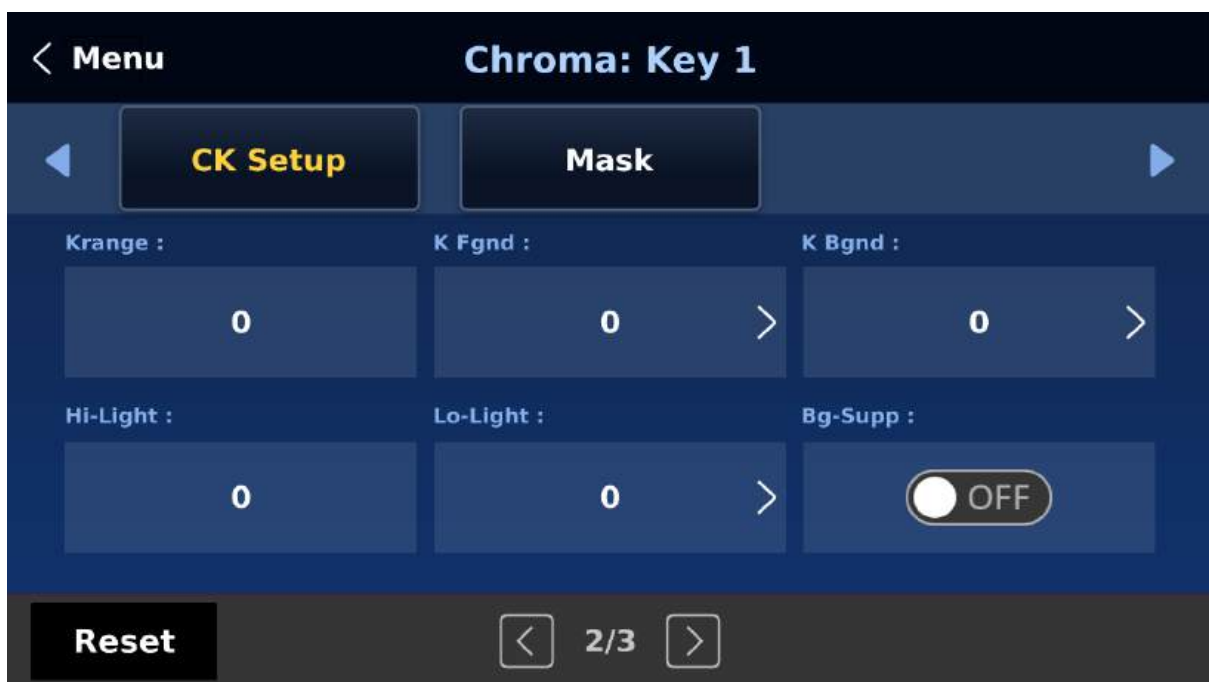 Menu
Chroma: Key 1
CK Setup
Mask
Krange :
K Fgnd :
K Bgnd :
0
0
0
Hi-Light :
Lo-Light :
Bg-Supp :
0
0
OFF
Reset
2/3